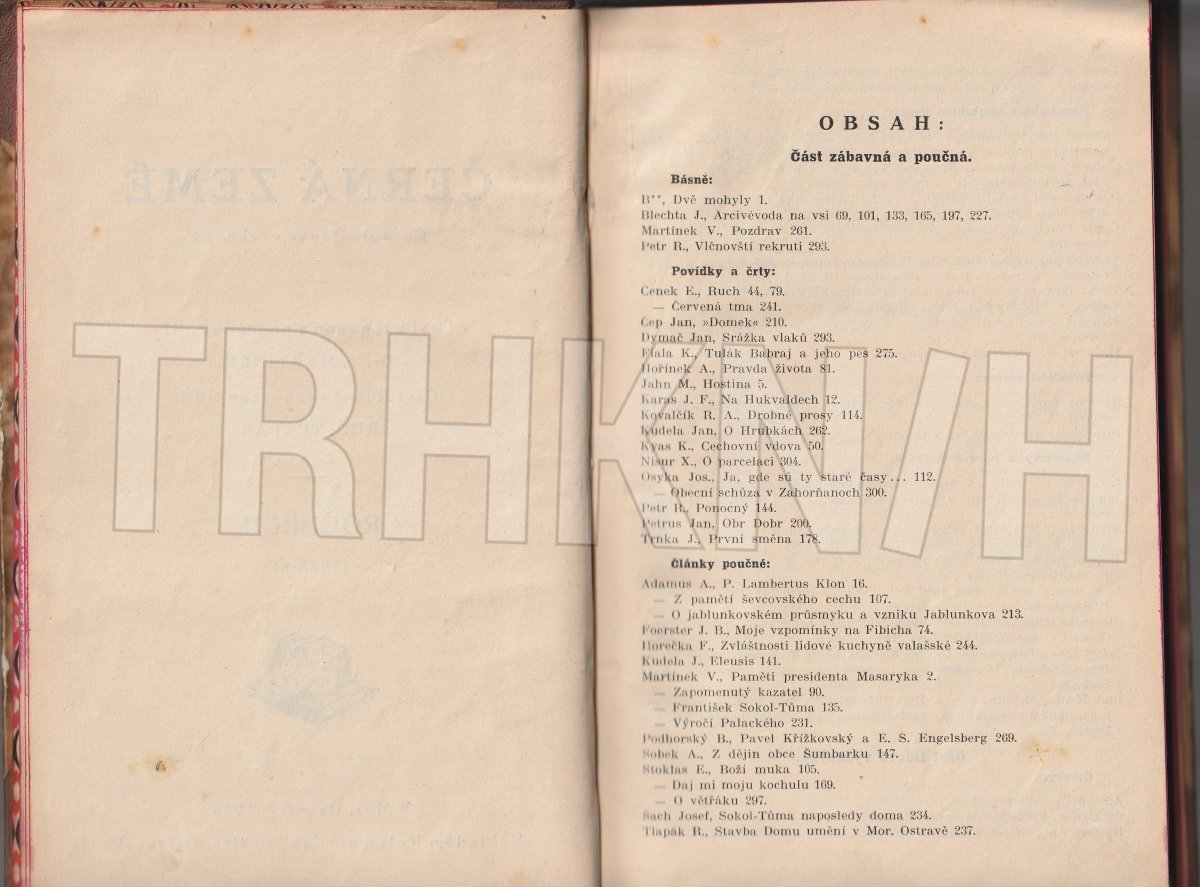 ČERNÁ ZEMĚ
OBSAH:
Část zábavná a poučná.
Básně:
B**, Dvě mohyly 1.
Blechta J., Arcivévoda na vsi 69, 101, 133, 165, 197, 227.
Martínek V., Pozdrav 261.
Petr R., Vlčnovští rekruti 293.
Povídky a črty:
Cenek E., Ruch 44, 79.
— Červená tma 241.
Čep Jan, »Domek« 210.
Dymač Jan, Srážka vlaků 293.
Fiala K., Tulák Babraj a jeho pes 275.
Hořínek A., Pravda života 81.
Jahn M., Hostina 5.
Karas J. F., Na Hukvaldech 12.
Kovalčík R. A., Drobné prosy 114.
Kudela Jan, O Hrubkách 262.
Kyas K., Cechovní vdova 50.
Nisur X., O parcelaci 304.
Osyka Jos., Ja, gde sú ty staré časy... 112.
— Obecní schůza v Zahorňanoch 300.
Petr R., Ponocný 144.
Petrus Jan, Obr Dobr 200.
Trnka J., První směna 178.
Články poučné:
Adamus A., P. Lambertus Klon 16.
— Z pamětí ševcovského cechu 107.
— O jablunkovském průsmyku a vzniku Jablunkova 213.
Foerster J. B., Moje vzpomínky na Fibicha 74.
Horečka F., Zvláštnosti lidové kuchyně valašské 244.
Kudela J., Eleusis 141.
Martínek V., Paměti presidenta Masaryka 2.
— Zapomenutý kazatel 90.
— František Sokol-Tůma 135.
— Výročí Palackého 231.
Podhorský B., Pavel Křížkovský a E. S. Engelsberg 269.
Sobek A., Z dějin obce Šumbarku 147.
Stoklas E., Boží muka 105.
— Daj mi moju kochulu 169.
— O větřáku 297.
Šach Josef, Sokol-Tůma naposledy doma 234.
Tlapák R., Stavba Domu umění v Mor. Ostravě 237.
TRHKN/H